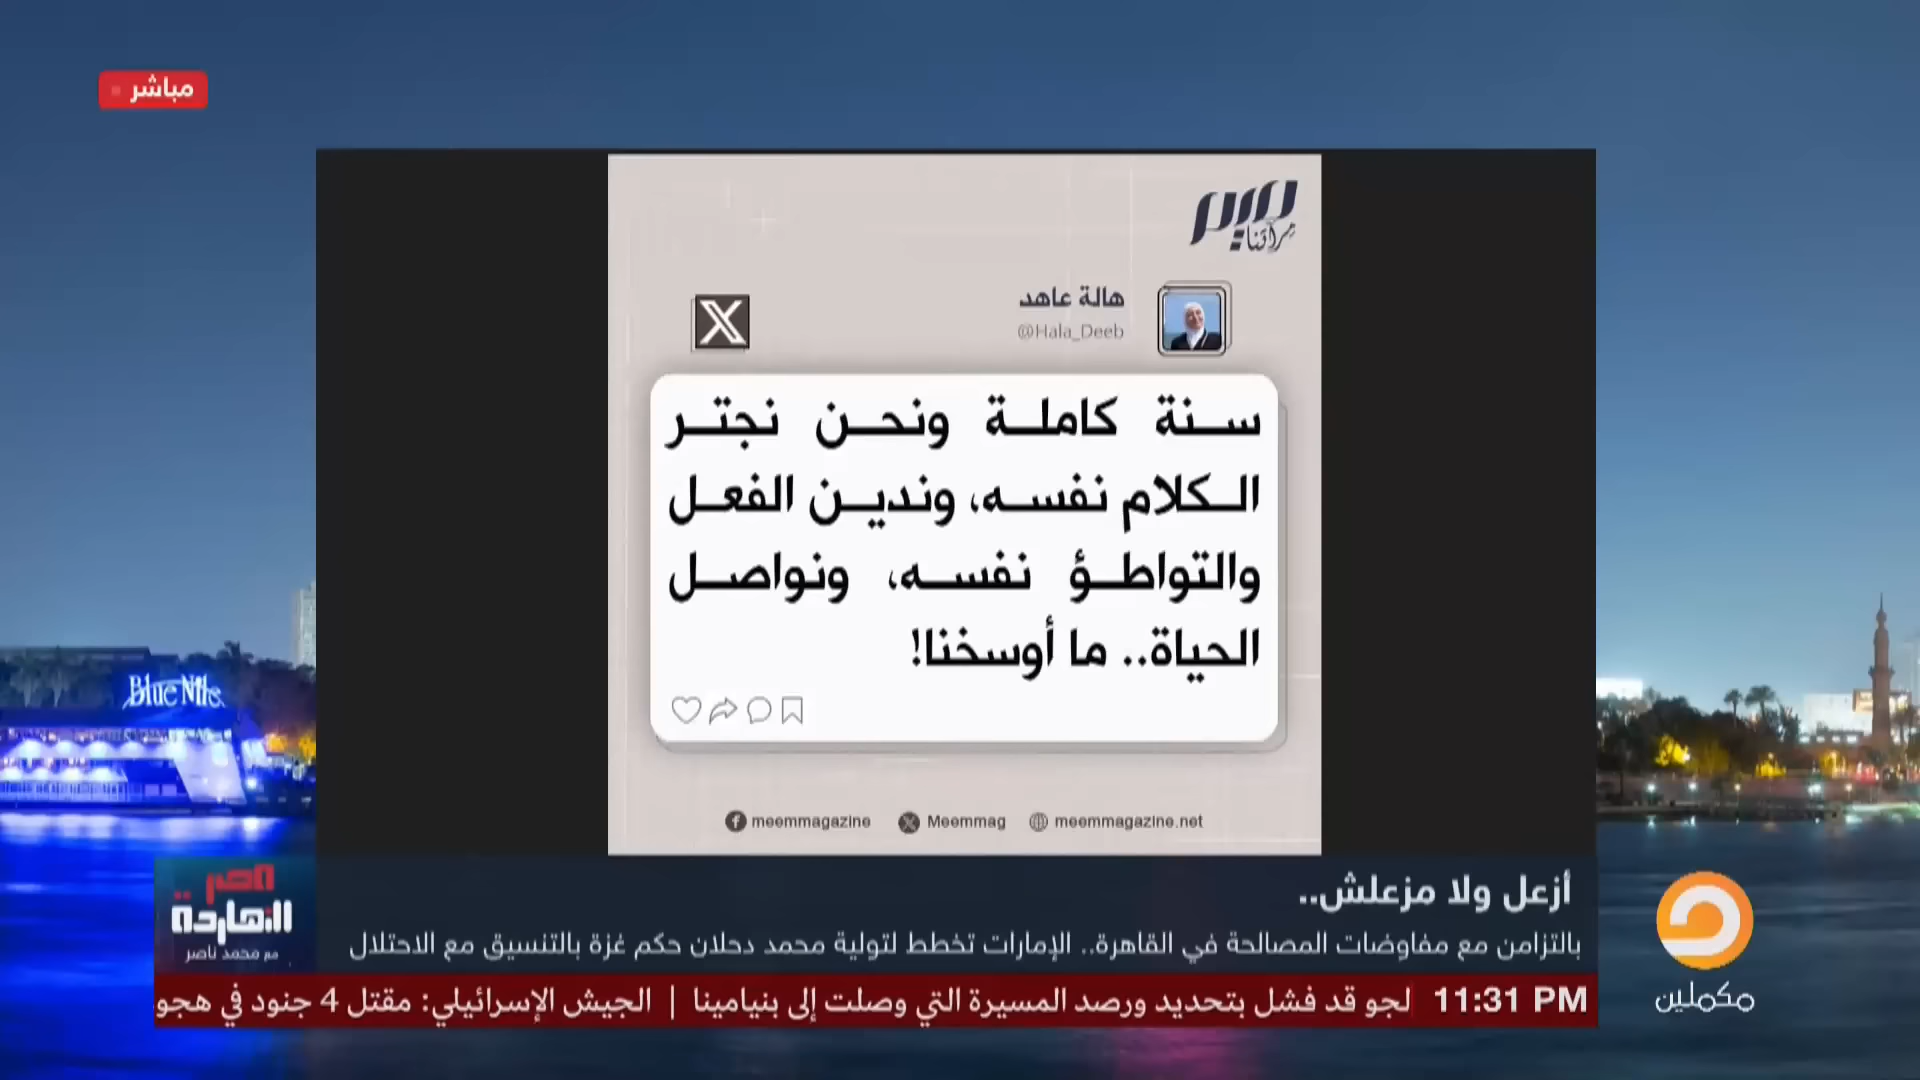 مباشر
ميم
مرآتنا
هالة عاهد
@Hala_Deeb
سنة كاملة ونحن نجتر
الكلام نفسه، وندين الفعل
والتواطؤ نفسه، ونواصل
الحياة.. ما أوسخنا!
meemmagazine
Meemmag
meemmagazine.net
Blue Nile
مصر
النهاردة
مع محمد ناصر
أزعل ولا مزعلش..
بالتزامن مع مفاوضات المصالحة في القاهرة.. الإمارات تخطط لتولية محمد دحلان حكم غزة بالتنسيق مع الاحتلال
11:31 PM
لجو قد فشل بتحديد ورصد المسيرة التي وصلت إلى بنيامينا | الجيش الإسرائيلي: مقتل 4 جنود في هجو
مكملين